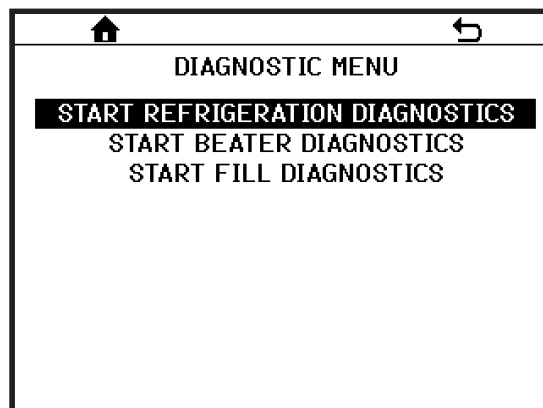 DIAGNOSTIC MENU
START REFRIGERATION DIAGNOSTICS
START BEATER DIAGNOSTICS
START FILL DIAGNOSTICS